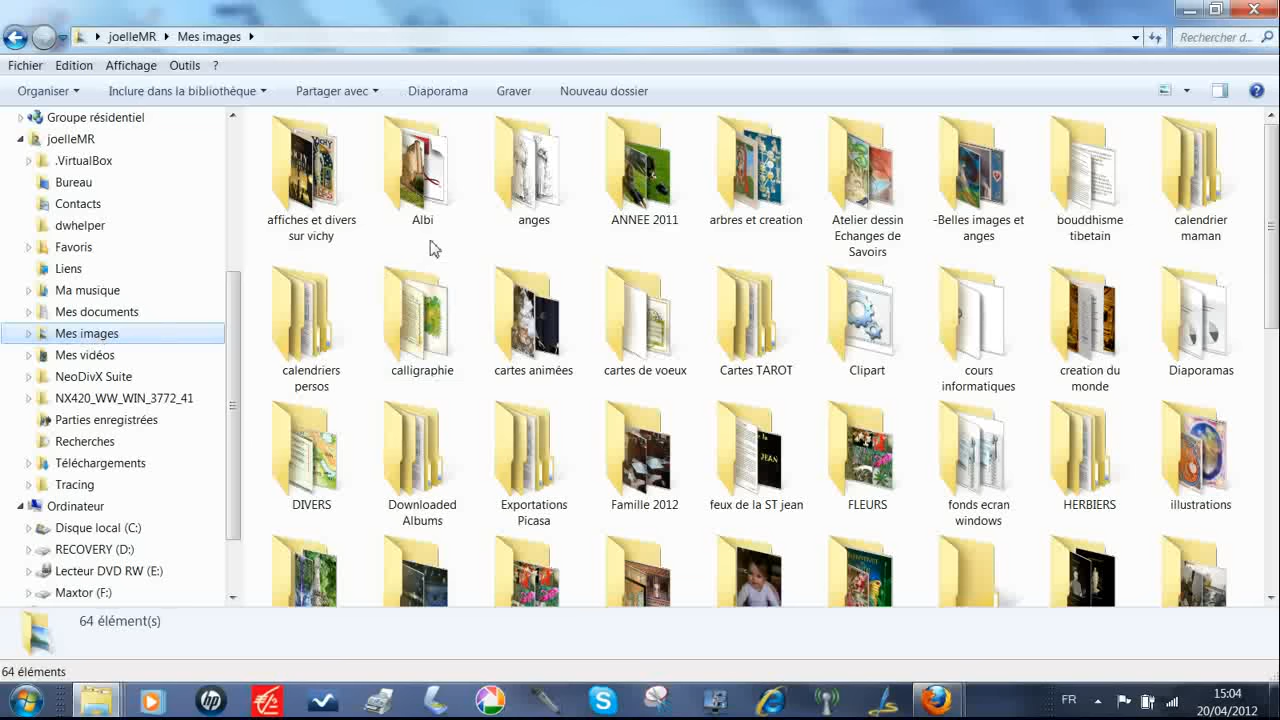 joelleMR Mes images
Rechercher d...
Fichier Edition Affichage Outils ?
Organiser Inclure dans la bibliothèque Partager avec Diaporama Graver Nouveau dossier
Groupe résidentiel
joelleMR
.VirtualBox
Bureau
Contacts
dwhelper
Favoris
Liens
Ma musique
Mes documents
Mes images
Mes vidéos
NeoDivX Suite
NX420_WW_WIN_3772_41
Parties enregistrées
Recherches
Téléchargements
Tracing
Ordinateur
Disque local (C:)
RECOVERY (D:)
Lecteur DVD RW (E:)
Maxtor (F:)
affiches et divers
sur vichy
Albi
anges
ANNEE 2011
arbres et creation
Atelier dessin
Echanges de
Savoirs
-Belles images et
anges
bouddhisme
tibetain
calendrier
maman
calendriers
persos
calligraphie
cartes animées
cartes de voeux
Cartes TAROT
Clipart
cours
informatiques
creation du
monde
Diaporamas
DIVERS
Downloaded
Albums
Exportations
Picasa
Famille 2012
feux de la ST jean
FLEURS
fonds ecran
windows
HERBIERS
illustrations
64 élément(s)
64 éléments
FR
15:04
20/04/2012